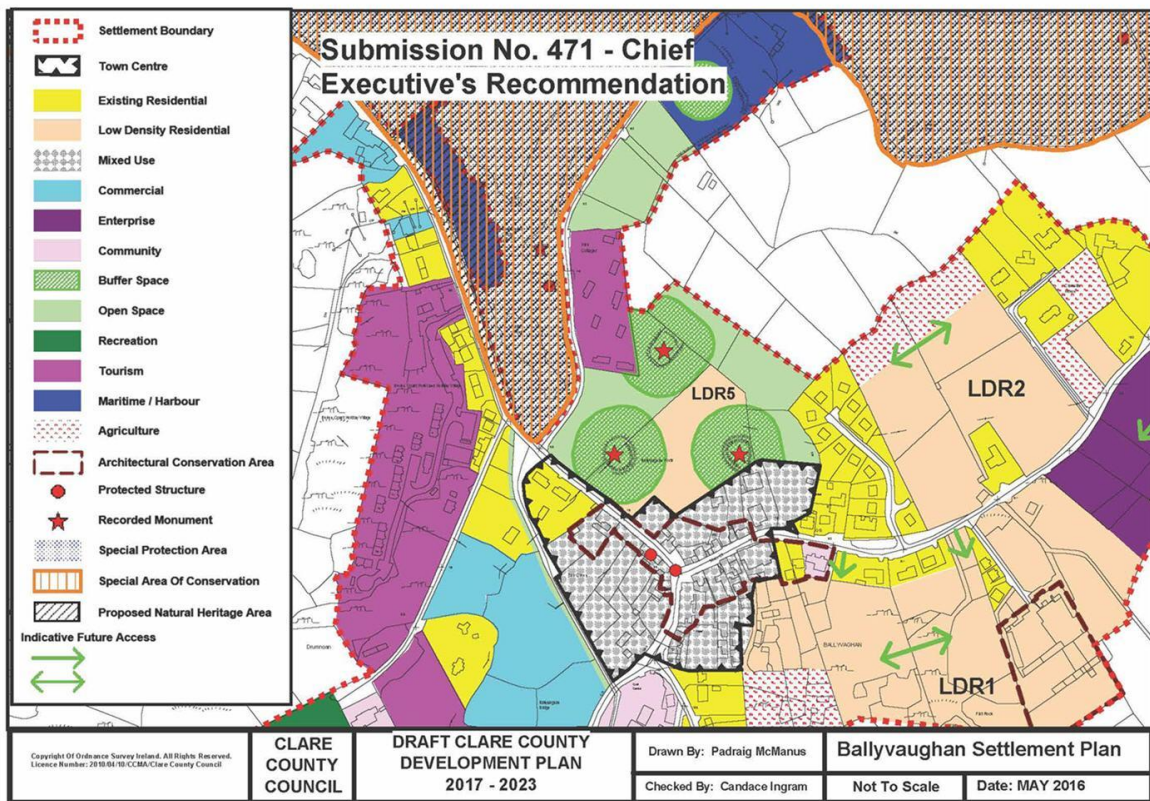 Submission No. 471 - Chief
Executive's Recommendation
Settlement Boundary
Town Centre
Existing Residential
Low Density Residential
Mixed Use
Commercial
Enterprise
Community
Buffer Space
Open Space
Recreation
Tourism
Maritime / Harbour
Agriculture
Architectural Conservation Area
Protected Structure
Recorded Monument
Special Protection Area
Special Area Of Conservation
Proposed Natural Heritage Area
Indicative Future Access
LDR5
LDR2
BALLYVAUGHAN
LDR1
Copyright Of Ordnance Survey Ireland. All Rights Reserved.
Licence Number: 2010/04/10/CCMA/Clare County Council
CLARE
COUNTY
COUNCIL
DRAFT CLARE COUNTY
DEVELOPMENT PLAN
2017 - 2023
Drawn By: Padraig McManus
Checked By: Candace Ingram
Ballyvaughan Settlement Plan
Not To Scale
Date: MAY 2016